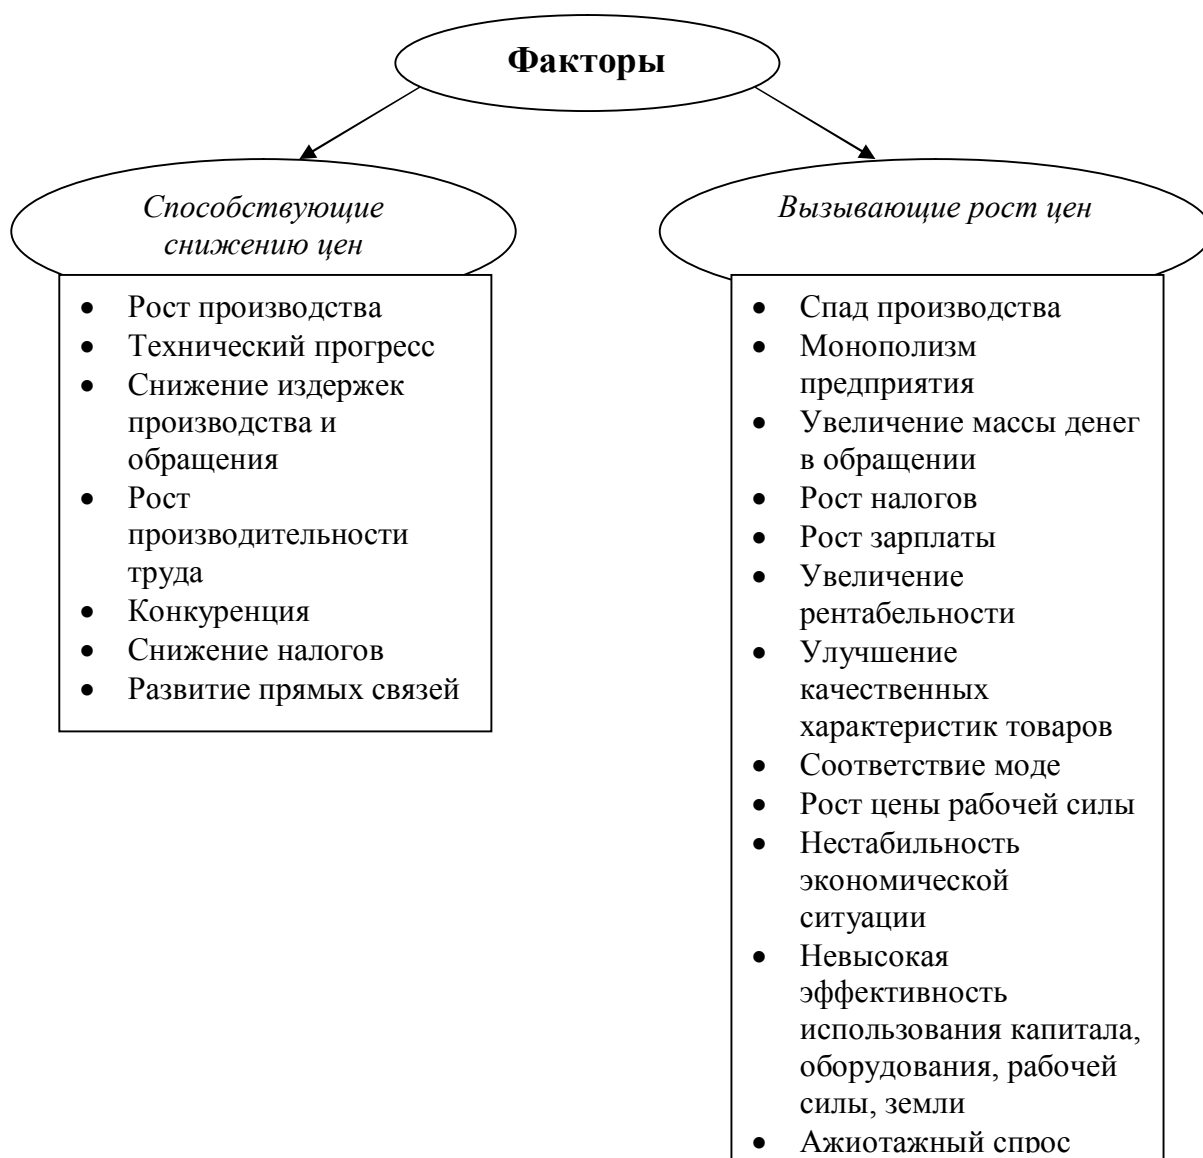 Факторы
Способствующие
снижению цен
• Рост производства
• Технический прогресс
• Снижение издержек
производства и
обращения
• Рост
производительности
труда
• Конкуренция
• Снижение налогов
• Развитие прямых связей
Вызывающие рост цен
• Спад производства
• Монополизм
предприятия
• Увеличение массы денег
в обращении
• Рост налогов
• Рост зарплаты
• Увеличение
рентабельности
• Улучшение
качественных
характеристик товаров
• Соответствие моде
• Рост цены рабочей силы
• Нестабильность
экономической
ситуации
• Невысокая
эффективность
использования капитала,
оборудования, рабочей
силы, земли
• Ажиотажный спрос